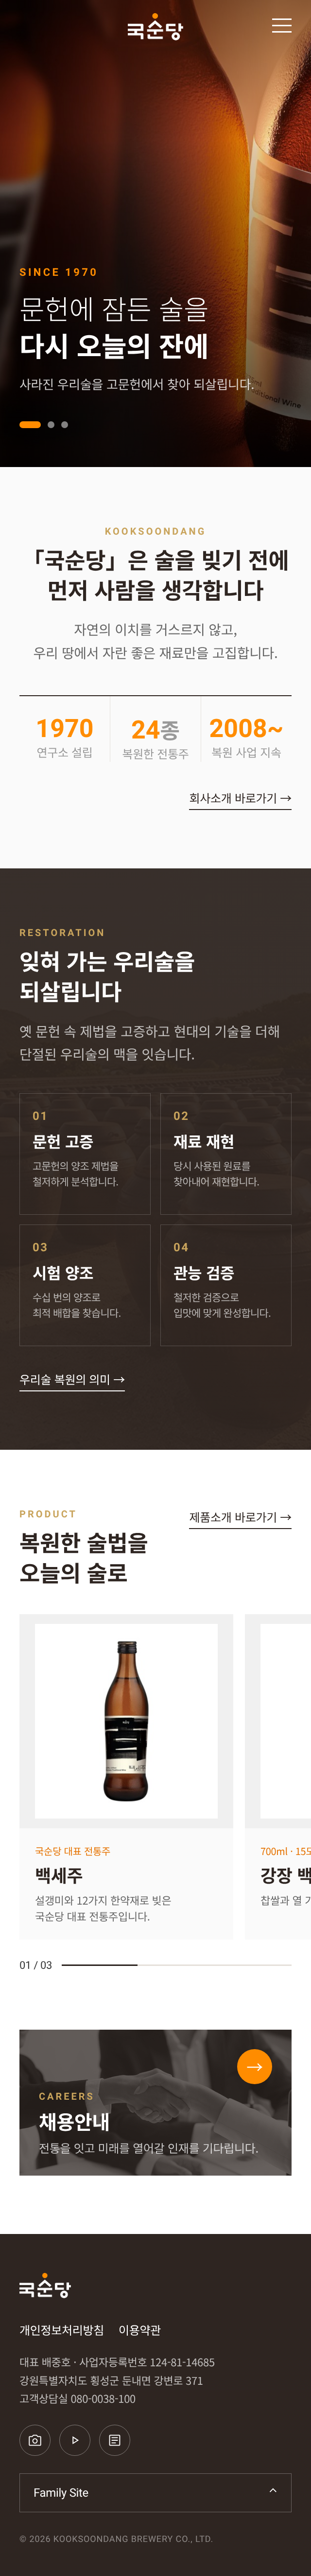 국순당
SINCE 1970
문헌에 잠든 술을
다시 오늘의 잔에
사라진 우리술을 고문헌에서 찾아 되살립니다.
KOOKSOONDANG
「국순당」은 술을 빚기 전에
먼저 사람을 생각합니다
자연의 이치를 거스르지 않고,
우리 땅에서 자란 좋은 재료만을 고집합니다.
1970
연구소 설립
24종
복원한 전통주
2008~
복원 사업 지속
회사소개 바로가기 →
RESTORATION
잊혀 가는 우리술을
되살립니다
옛 문헌 속 제법을 고증하고 현대의 기술을 더해
단절된 우리술의 맥을 잇습니다.
01
문헌 고증
고문헌의 양조 제법을
철저하게 분석합니다.
02
재료 재현
당시 사용된 원료를
찾아내어 재현합니다.
03
시험 양조
수십 번의 양조로
최적 배합을 찾습니다.
04
관능 검증
철저한 검증으로
입맛에 맞게 완성합니다.
우리술 복원의 의미 →
PRODUCT
복원한 술법을
오늘의 술로
제품소개 바로가기 →
국순당 대표 전통주
백세주
설갱미와 12가지 한약재로 빚은
국순당 대표 전통주입니다.
700ml ·
강장
찹쌀과 열
01 / 03
CAREERS
채용안내
전통을 잇고 미래를 열어갈 인재를 기다립니다.
국순당
개인정보처리방침 이용약관
대표 배중호 · 사업자등록번호 124-81-14685
강원특별자치도 횡성군 둔내면 강변로 371
고객상담실 080-0038-100
Family Site
© 2026 KOOKSOONDANG BREWERY CO., LTD.